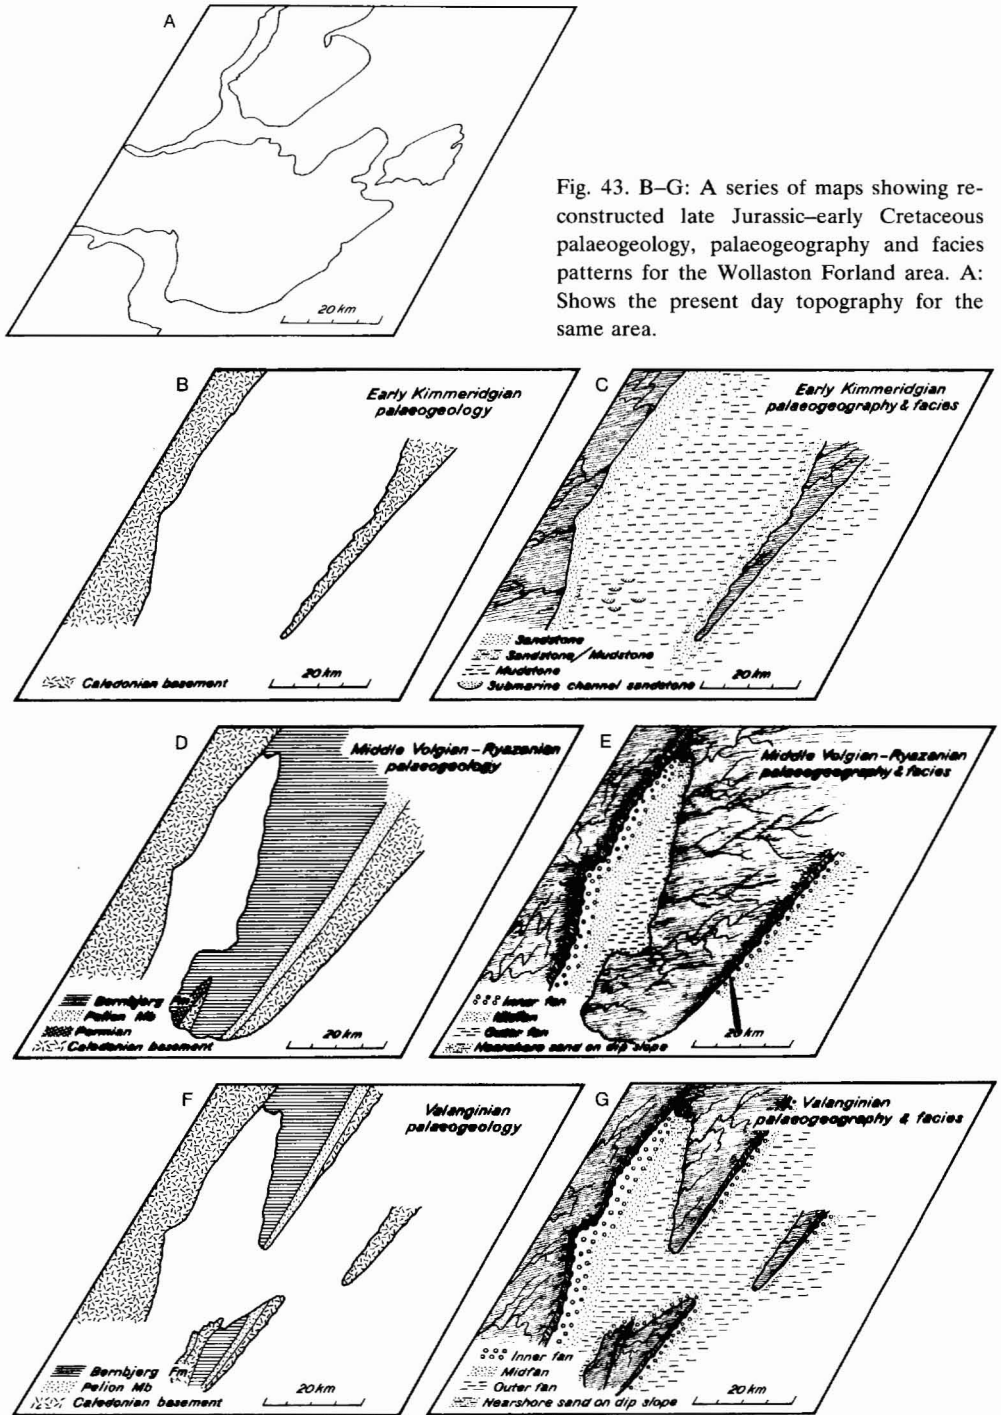 A
20 km
Fig. 43. B–G: A series of maps showing re-
constructed late Jurassic–early Cretaceous
palaeogeology, palaeogeography and facies
patterns for the Wollaston Forland area. A:
Shows the present day topography for the
same area.
B
Early Kimmeridgian
palaeogeology
Caledonian basement
20 km
C
Early Kimmeridgian
palaeogeography & facies
Sandstone
Sandstone/Mudstone
Mudstone
Submarine channel sandstone
20 km
D
Middle Volgian – Ryazanian
palaeogeology
Bernbjerg Fm
Pelion Mb
Permian
Caledonian basement
20 km
E
Middle Volgian – Ryazanian
palaeogeography & facies
Inner fan
Midfan
Outer fan
Nearshore sand on dip slope
20 km
F
Valanginian
palaeogeology
Bernbjerg Fm
Pelion Mb
Caledonian basement
20 km
G
Valanginian
palaeogeography & facies
Inner fan
Midfan
Outer fan
Nearshore sand on dip slope
20 km